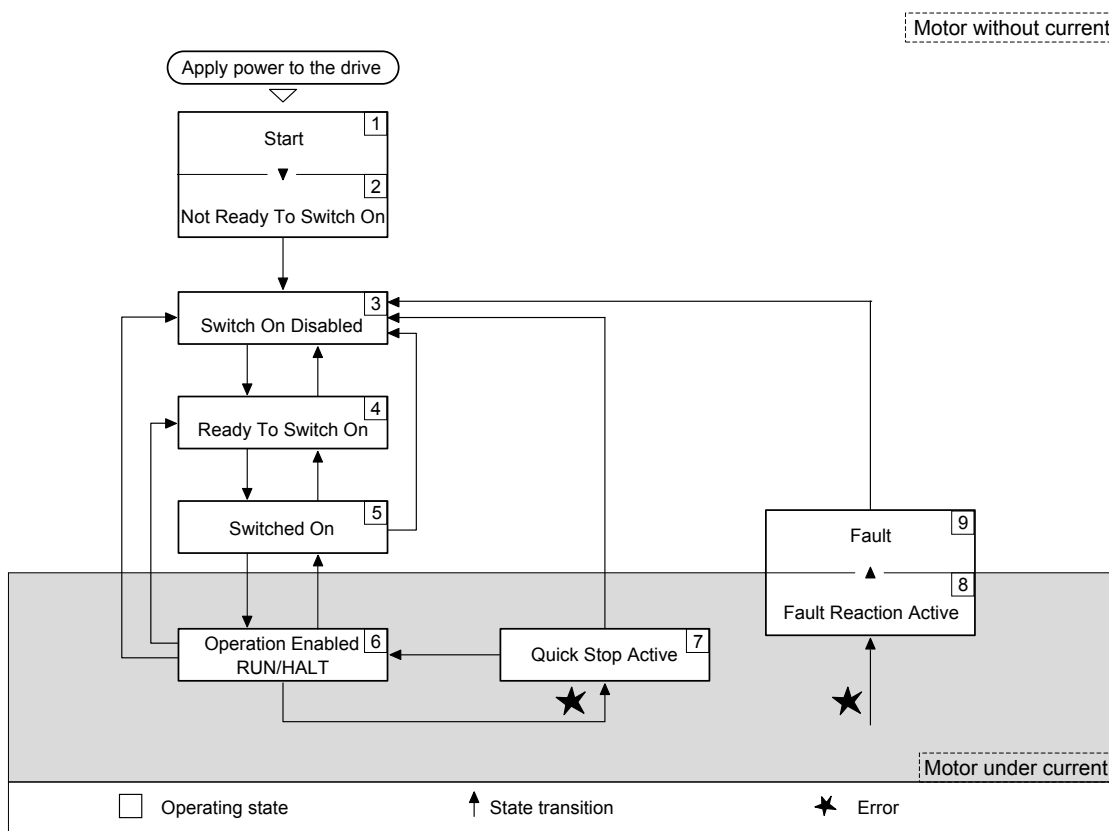 Motor without current
Apply power to the drive
1
Start
2
Not Ready To Switch On
3
Switch On Disabled
4
Ready To Switch On
5
Switched On
9
Fault
8
Fault Reaction Active
6
Operation Enabled
RUN/HALT
7
Quick Stop Active
Motor under current
Operating state
State transition
Error